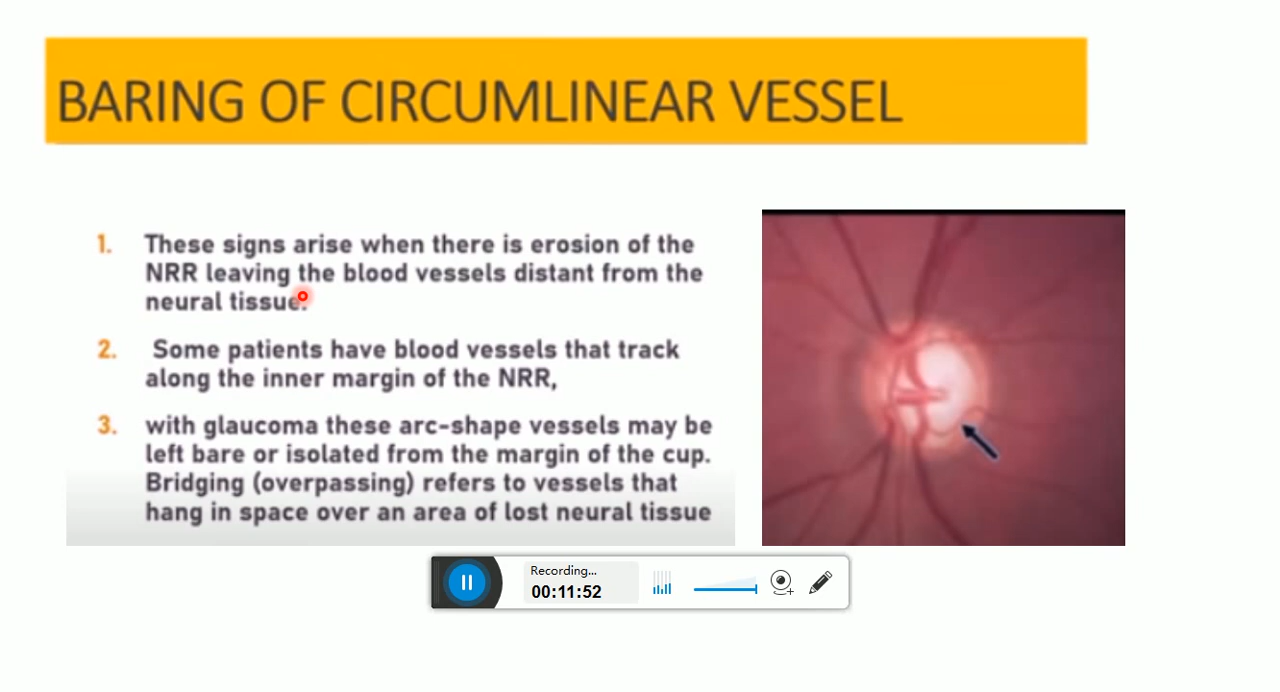 BARING OF CIRCUMLINEAR VESSEL
1. These signs arise when there is erosion of the
NRR leaving the blood vessels distant from the
neural tissue.
2. Some patients have blood vessels that track
along the inner margin of the NRR,
3. with glaucoma these arc-shape vessels may be
left bare or isolated from the margin of the cup.
Bridging (overpassing) refers to vessels that
hang in space over an area of lost neural tissue
Recording...
00:11:52